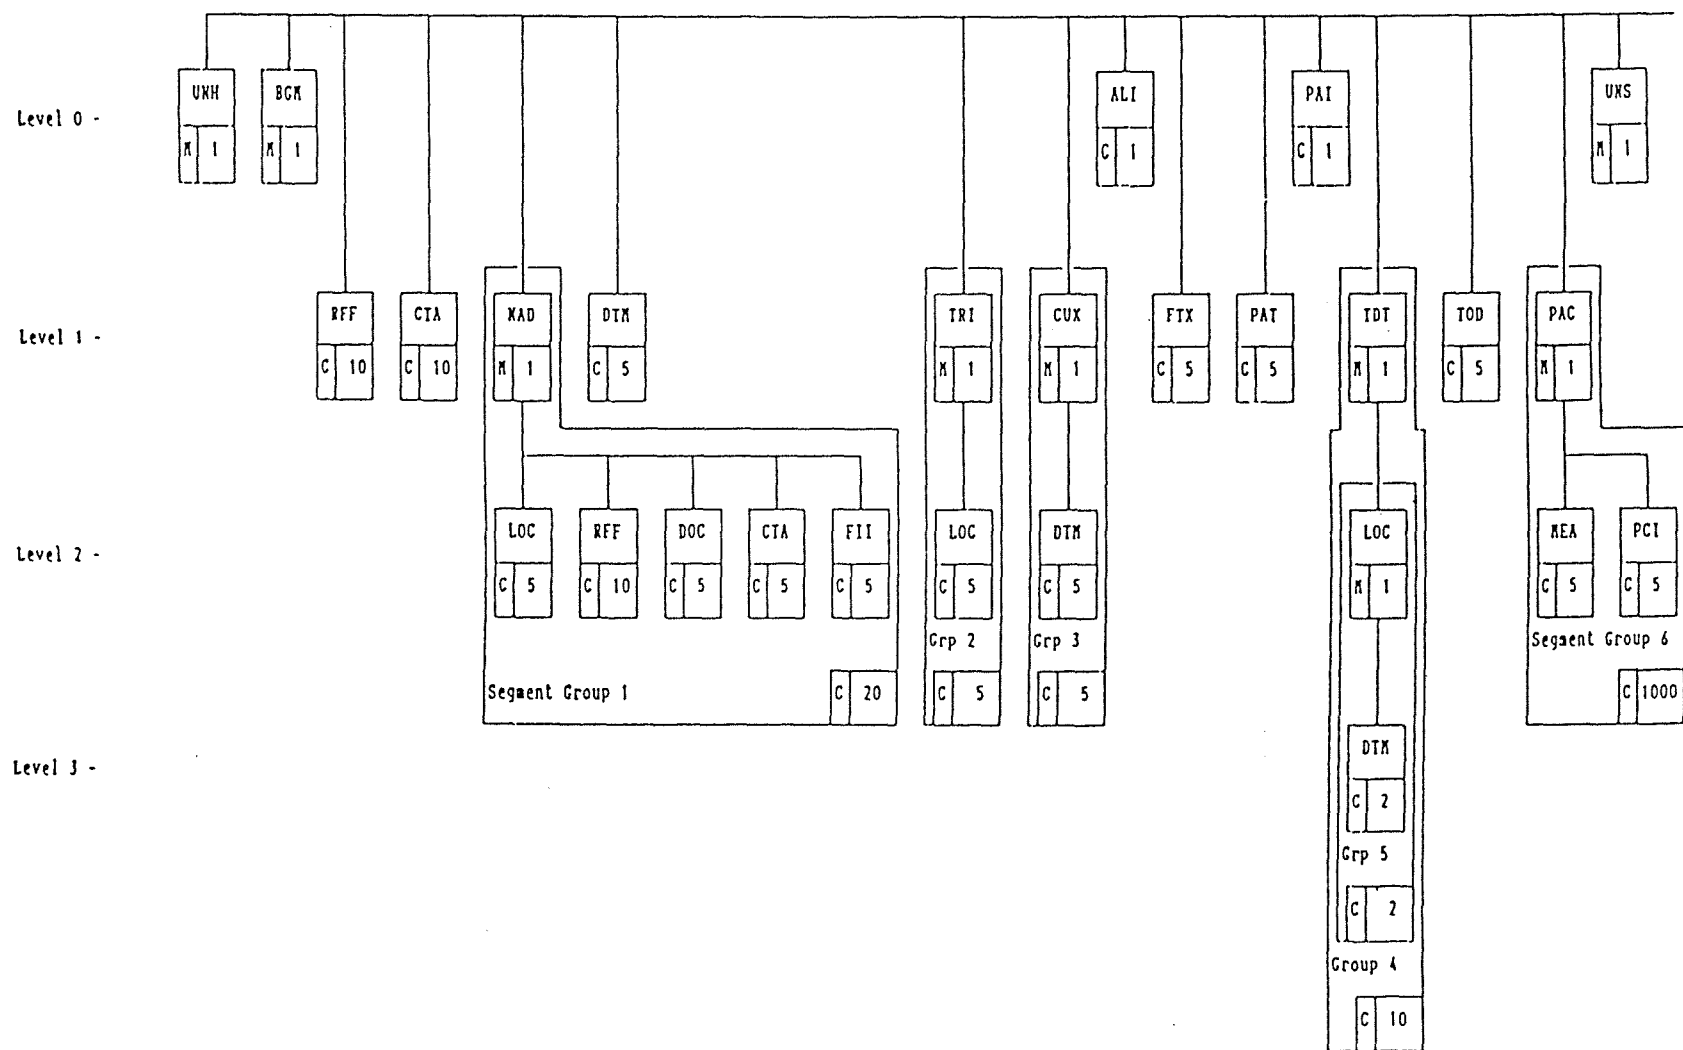 UNH BGM ALI PAI UNS
Level 0 -
M 1 M 1 C 1 C 1 M 1
RFF CTA NAD DTM TRI CUX FTX PAT TDT TOD PAC
Level 1 -
C 10 C 10 M 1 C 5 M 1 M 1 C 5 C 5 M 1 C 5 M 1
LOC RFF DOC CTA FII LOC DTM LOC MEA PCI
Level 2 -
C 5 C 10 C 5 C 5 C 5 C 5 C 5 M 1 C 5 C 5
Grp 2 Grp 3 Segment Group 6
Segment Group 1 C 20 C 5 C 5 C 1000
DTM
Level 3 -
C 2
Grp 5
C 2
Group 4
C 10